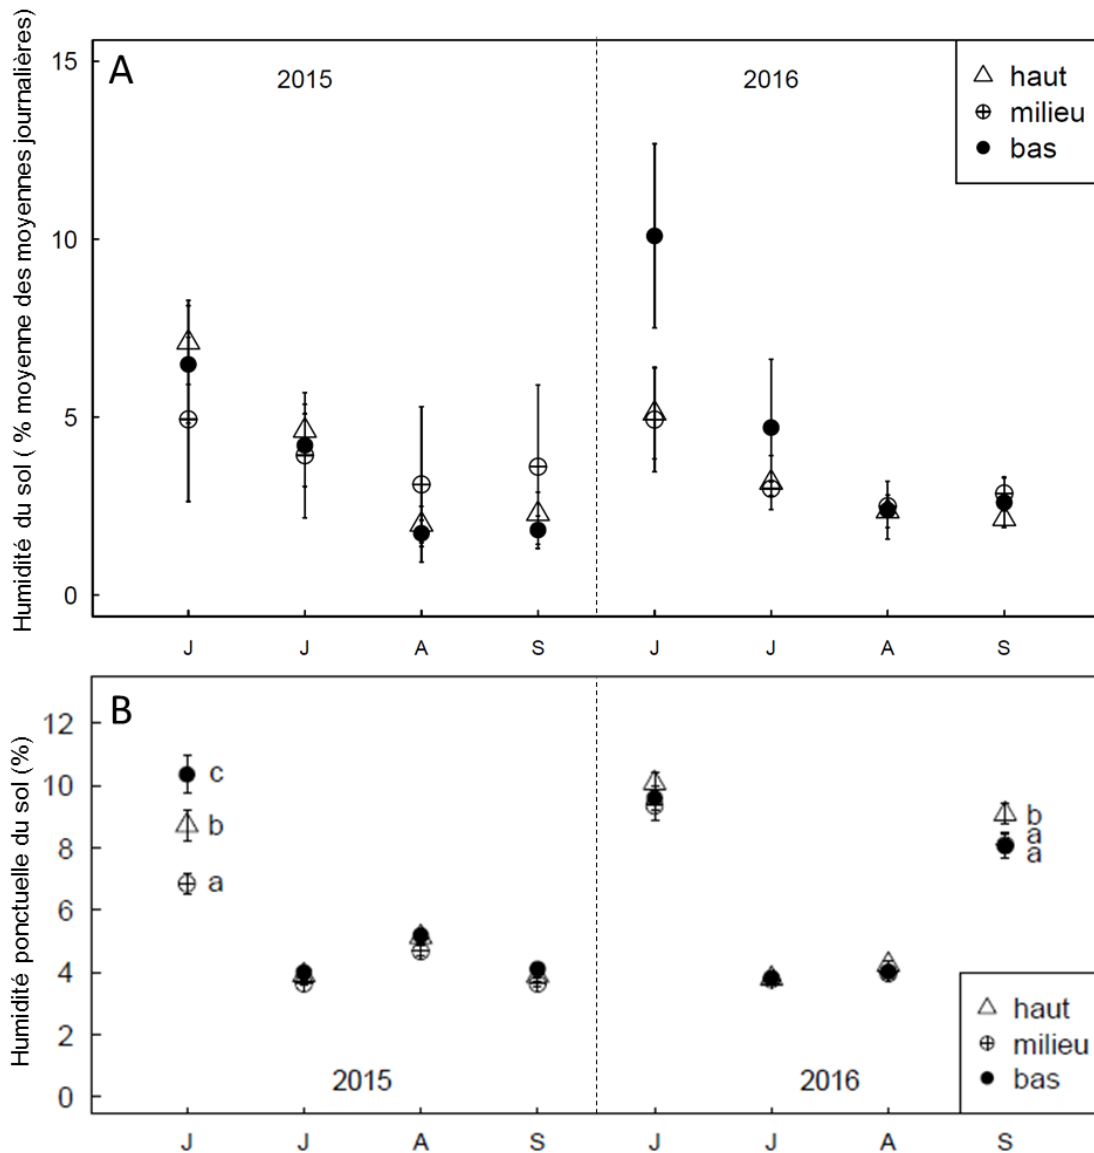 Humidité du sol ( % moyenne des moyennes journalières)
15
10
5
0
A
2015
2016
haut
milieu
bas
J J A S J J A S
Humidité ponctuelle du sol (%)
12
10
8
6
4
2
0
B
c
b
a
b
a
a
2015
2016
haut
milieu
bas
J J A S J J A S